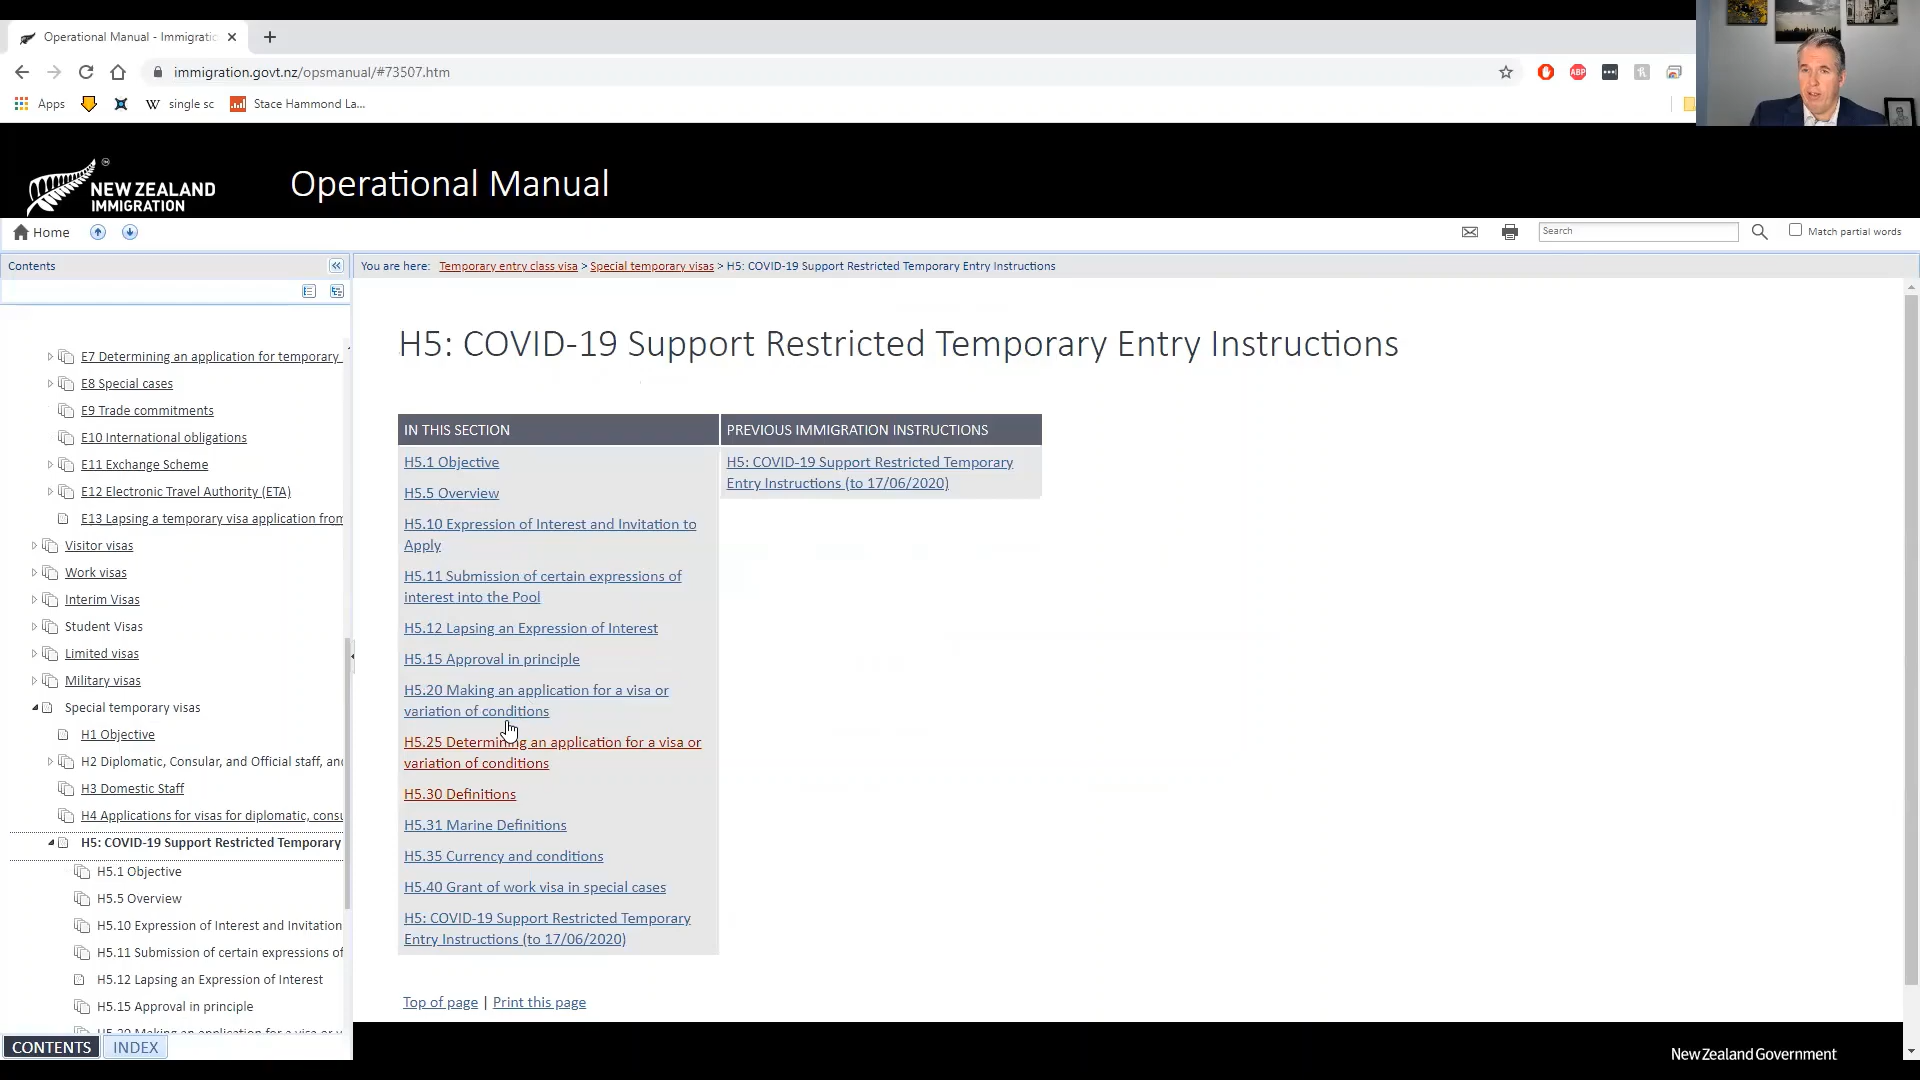 Operational Manual - Immigratic
immigration.govt.nz/opsmanual/#73507.htm
ABP
Apps
W
single sc
Stace Hammond La...
NEW ZEALAND
IMMIGRATION
Operational Manual
Home
Search
Match partial words
Contents
You are here: Temporary entry class visa > Special temporary visas > H5: COVID-19 Support Restricted Temporary Entry Instructions
E7 Determining an application for temporary
E8 Special cases
E9 Trade commitments
E10 International obligations
E11 Exchange Scheme
E12 Electronic Travel Authority (ETA)
E13 Lapsing a temporary visa application from
Visitor visas
Work visas
Interim Visas
Student Visas
Limited visas
Military visas
Special temporary visas
H1 Objective
H2 Diplomatic, Consular, and Official staff, and
H3 Domestic Staff
H4 Applications for visas for diplomatic, consu
H5: COVID-19 Support Restricted Temporary
H5.1 Objective
H5.5 Overview
H5.10 Expression of Interest and Invitation
H5.11 Submission of certain expressions of
H5.12 Lapsing an Expression of Interest
H5.15 Approval in principle
H5.20 Making an application for a visa or v
CONTENTS
INDEX
H5: COVID-19 Support Restricted Temporary Entry Instructions
IN THIS SECTION
H5.1 Objective
H5.5 Overview
H5.10 Expression of Interest and Invitation to
Apply
H5.11 Submission of certain expressions of
interest into the Pool
H5.12 Lapsing an Expression of Interest
H5.15 Approval in principle
H5.20 Making an application for a visa or
variation of conditions
H5.25 Determining an application for a visa or
variation of conditions
H5.30 Definitions
H5.31 Marine Definitions
H5.35 Currency and conditions
H5.40 Grant of work visa in special cases
H5: COVID-19 Support Restricted Temporary
Entry Instructions (to 17/06/2020)
PREVIOUS IMMIGRATION INSTRUCTIONS
H5: COVID-19 Support Restricted Temporary
Entry Instructions (to 17/06/2020)
Top of page | Print this page
New Zealand Government